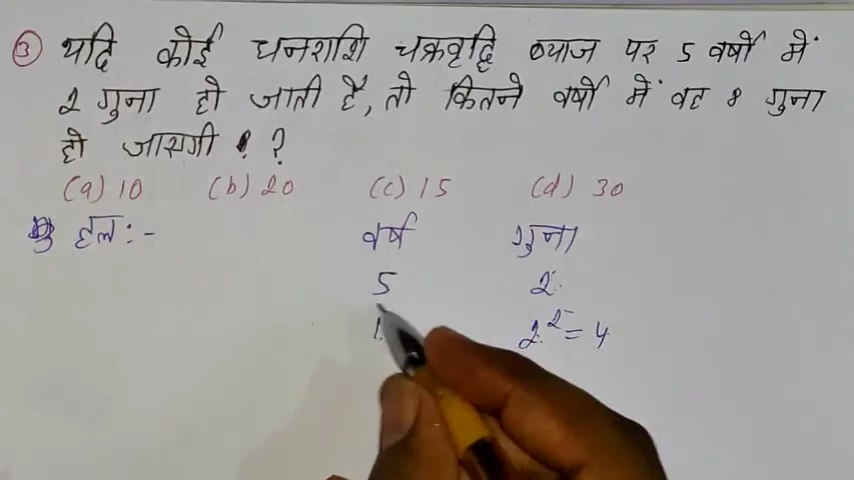 ③ यदि कोई धनराशि चक्रवृद्धि ब्याज पर 5 वर्षो में
2 गुना हो जाती है, तो कितने वर्षो में वह 8 गुना
हो जाएगी ?
(a) 10 (b) 20 (c) 15 (d) 30
हल :-
वर्ष गुना
5 2
1 2² = 4